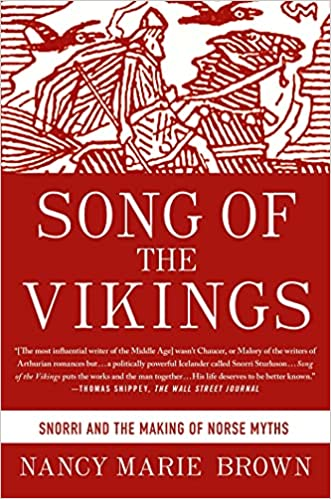 SONG OF
THE
VIKINGS
"[The most influential writer of the Middle Age] wasn't Chaucer, or Malory of the writers of
Arthurian romances but...a politically powerful Icelander called Snorri Sturluson...Song
of the Vikings puts the works and the man together...His life deserves to be better known."
—THOMAS SHIPPEY, THE WALL STREET JOURNAL
SNORRI AND THE MAKING OF NORSE MYTHS
NANCY MARIE BROWN